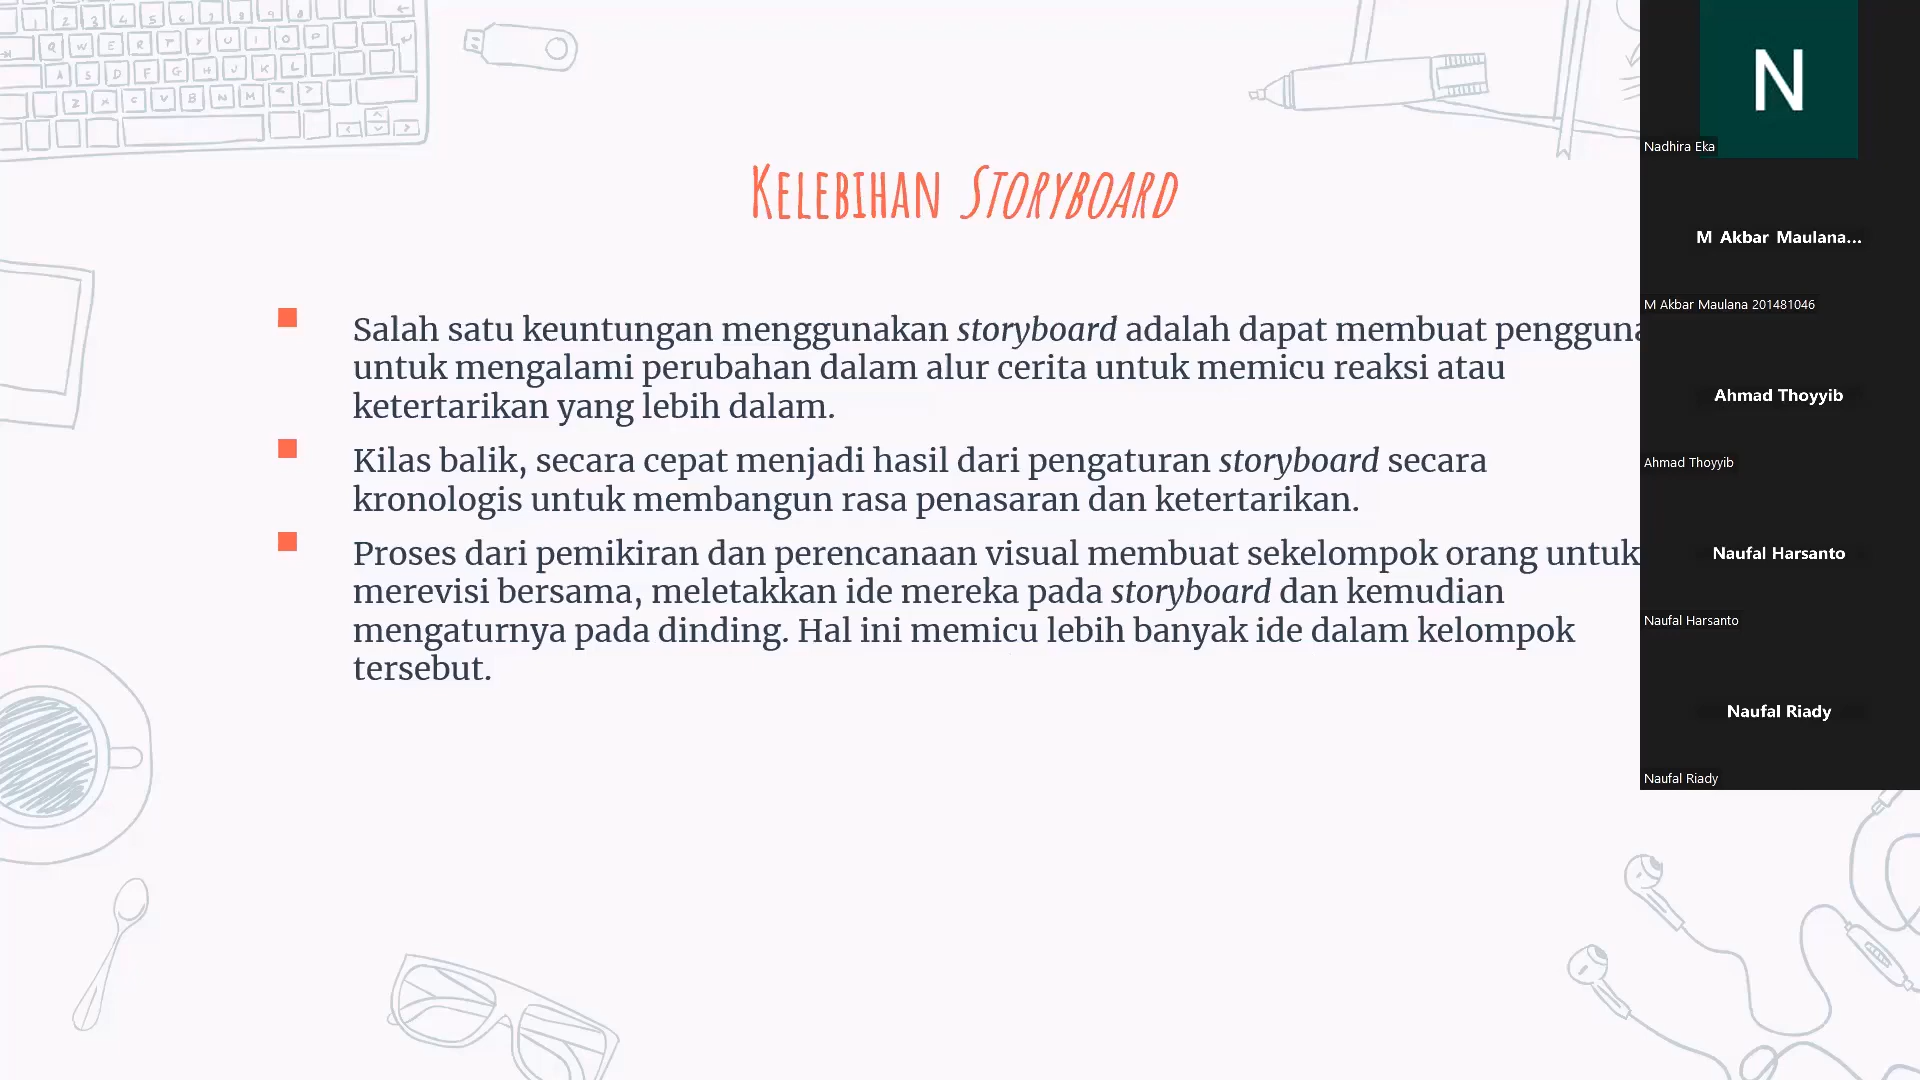 Kelebihan Storyboard
Salah satu keuntungan menggunakan storyboard adalah dapat membuat pengguna
untuk mengalami perubahan dalam alur cerita untuk memicu reaksi atau
ketertarikan yang lebih dalam.
Kilas balik, secara cepat menjadi hasil dari pengaturan storyboard secara
kronologis untuk membangun rasa penasaran dan ketertarikan.
Proses dari pemikiran dan perencanaan visual membuat sekelompok orang untuk
merevisi bersama, meletakkan ide mereka pada storyboard dan kemudian
mengaturnya pada dinding. Hal ini memicu lebih banyak ide dalam kelompok
tersebut.
N
Nadhira Eka
M Akbar Maulana...
M Akbar Maulana 201481046
Ahmad Thoyyib
Ahmad Thoyyib
Naufal Harsanto
Naufal Harsanto
Naufal Riady
Naufal Riady